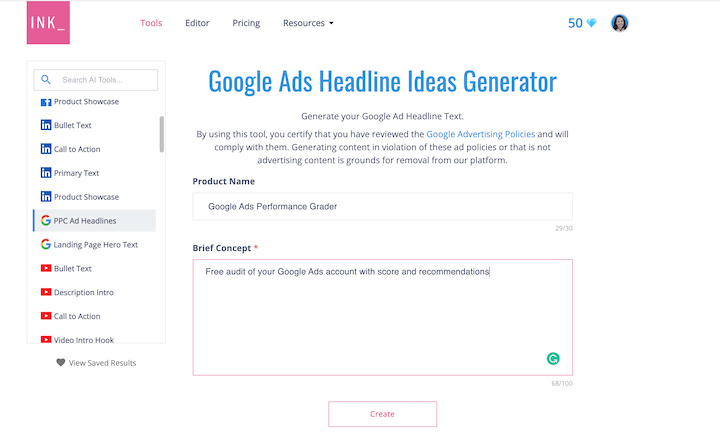 INK_
Tools
Editor
Pricing
Resources
50
Search AI Tools...
Product Showcase
Bullet Text
Call to Action
Primary Text
Product Showcase
PPC Ad Headlines
Landing Page Hero Text
Bullet Text
Description Intro
Call to Action
Video Intro Hook
View Saved Results
Google Ads Headline Ideas Generator
Generate your Google Ad Headline Text.
By using this tool, you certify that you have reviewed the Google Advertising Policies and will
comply with them. Generating content in violation of these ad policies or that is not
advertising content is grounds for removal from our platform.
Product Name
Google Ads Performance Grader
29/30
Brief Concept *
Free audit of your Google Ads account with score and recommendations
68/100
Create